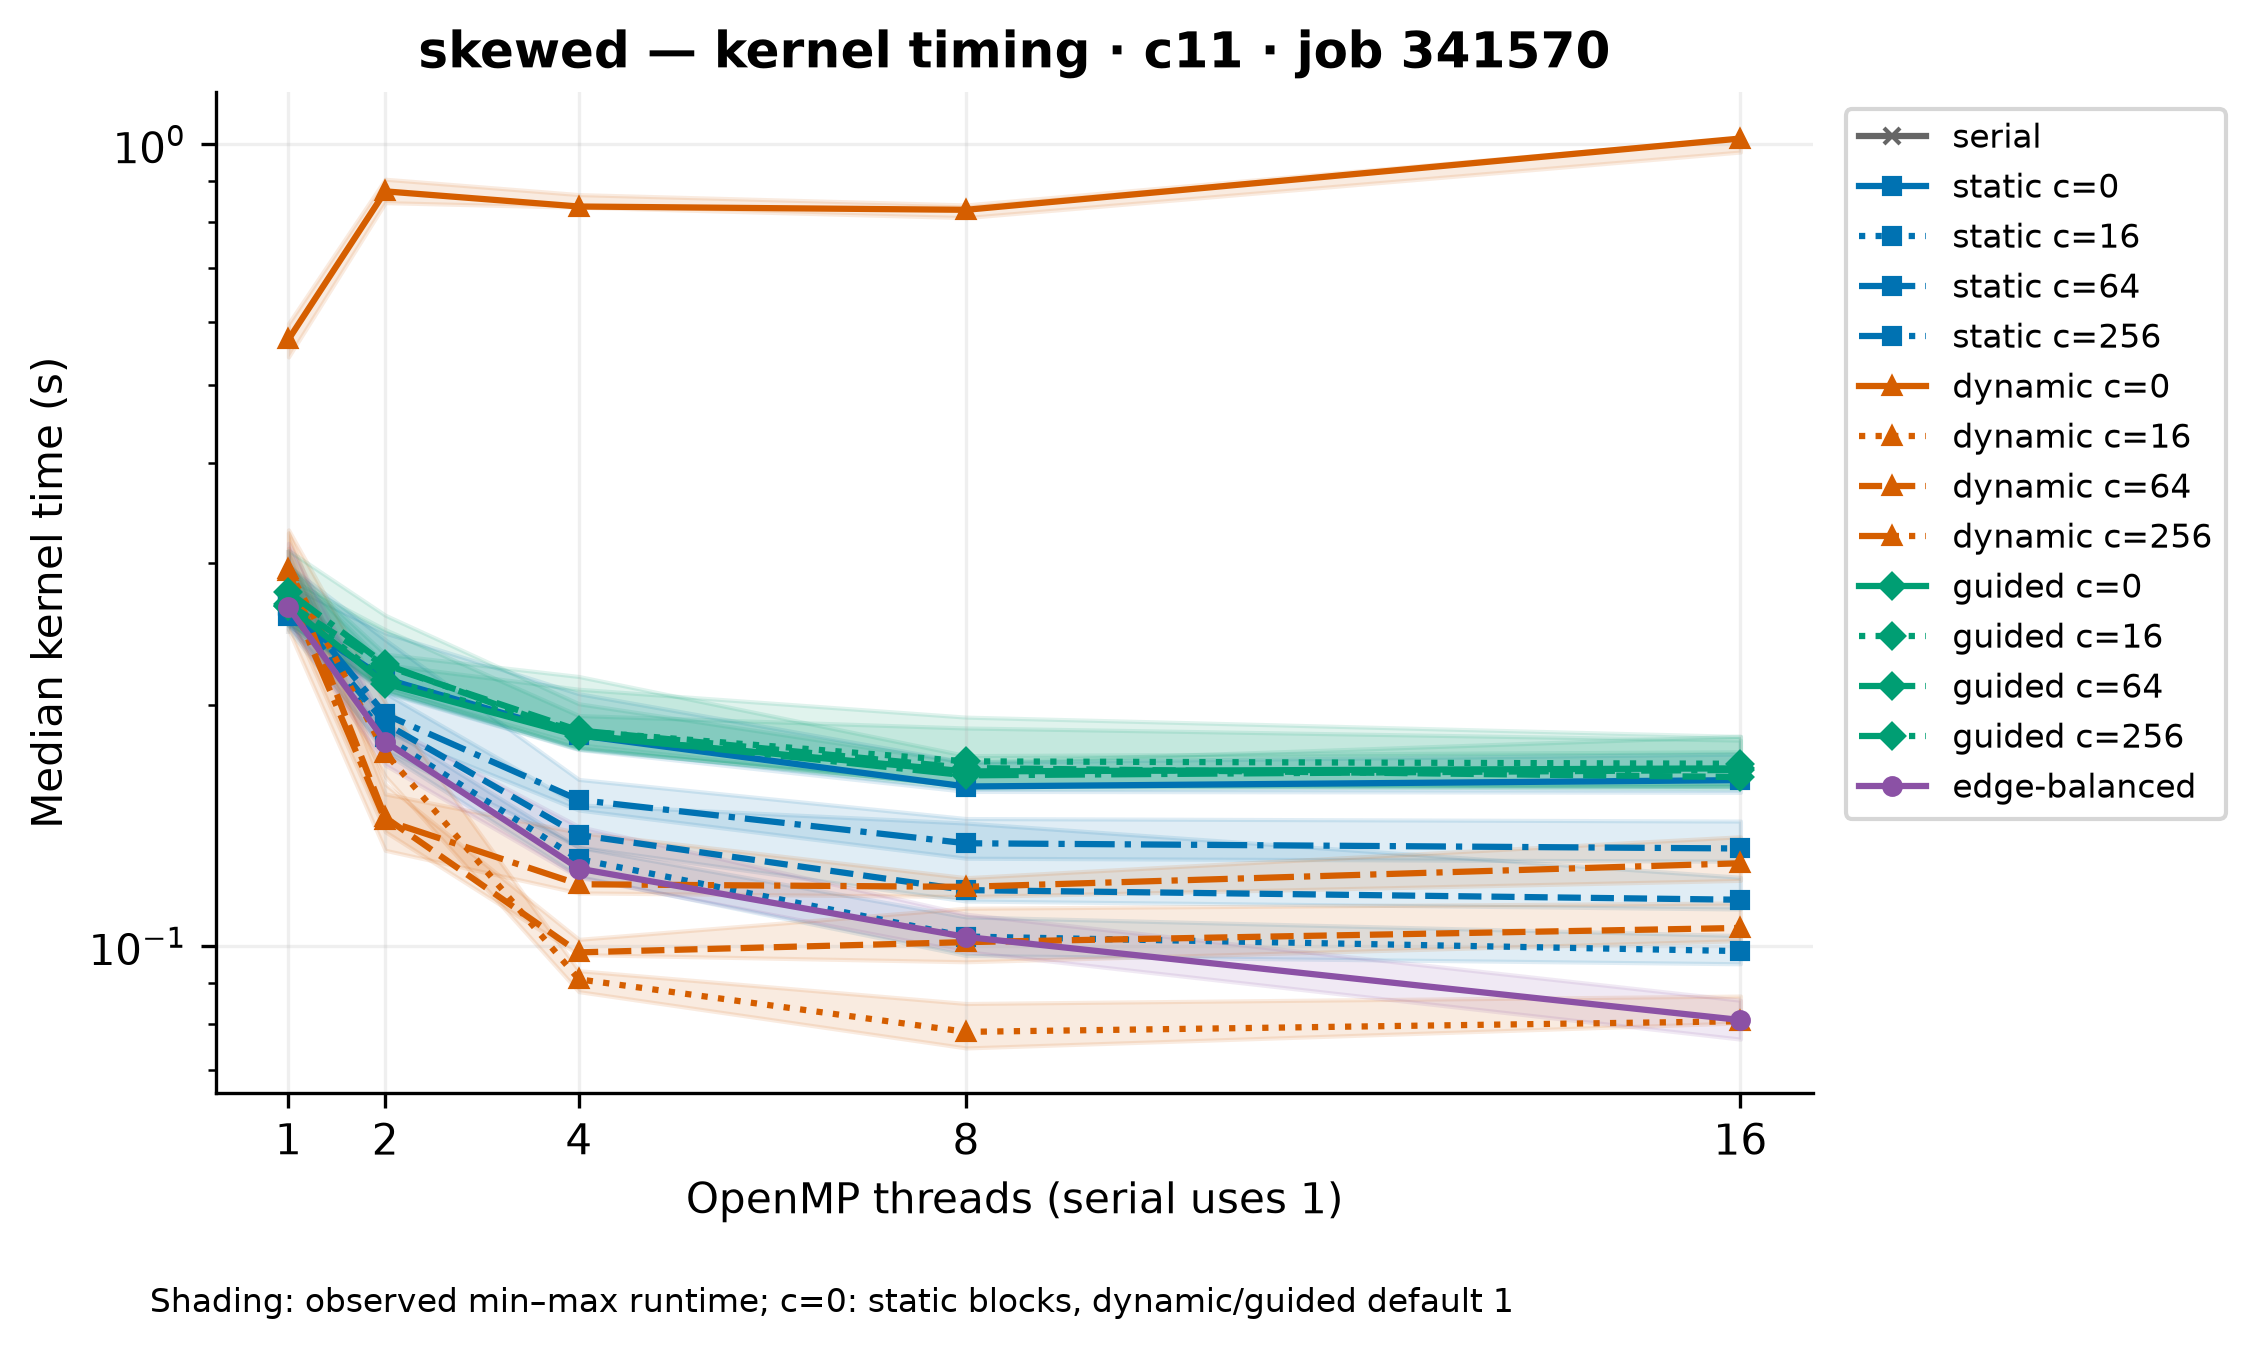 skewed — kernel timing · c11 · job 341570
10⁰
10⁻¹
Median kernel time (s)
1 2 4 8 16
OpenMP threads (serial uses 1)
serial
static c=0
static c=16
static c=64
static c=256
dynamic c=0
dynamic c=16
dynamic c=64
dynamic c=256
guided c=0
guided c=16
guided c=64
guided c=256
edge-balanced
Shading: observed min–max runtime; c=0: static blocks, dynamic/guided default 1